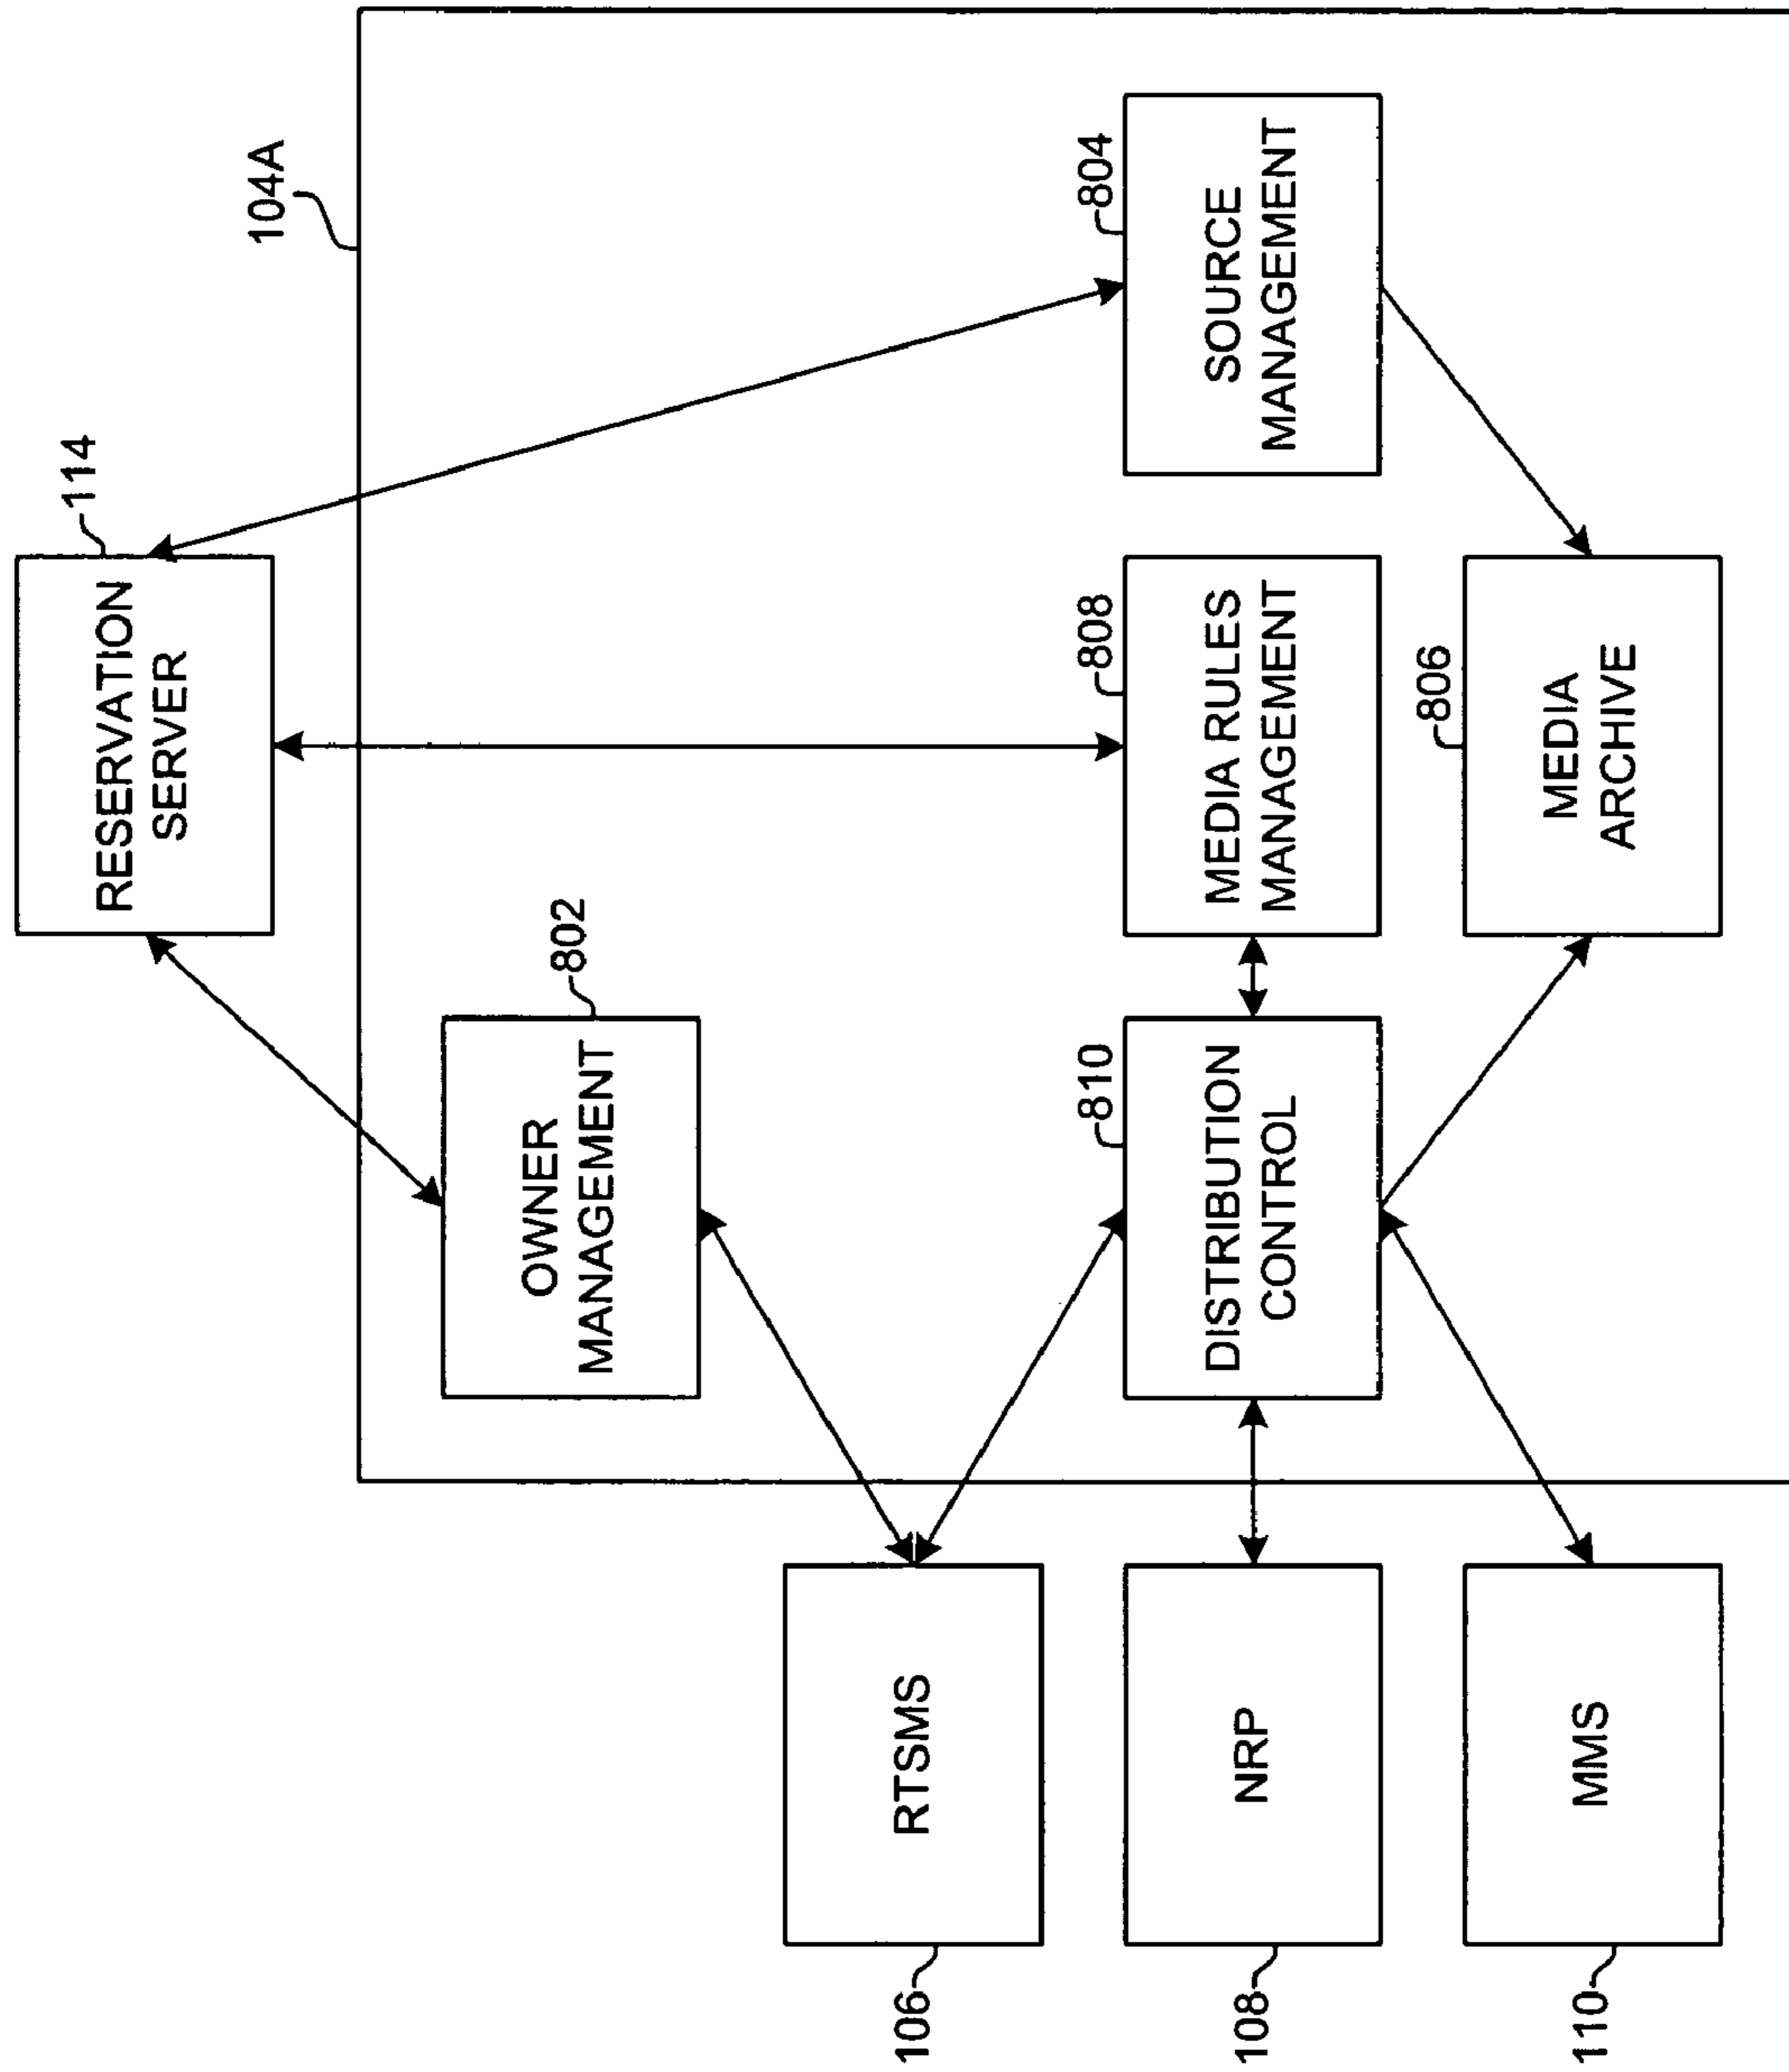 114
RESERVATION
SERVER
104A
802
OWNER
MANAGEMENT
106
RTSMS
108
NRP
110
MMS
810
DISTRIBUTION
CONTROL
808
MEDIA RULES
MANAGEMENT
804
SOURCE
MANAGEMENT
806
MEDIA
ARCHIVE